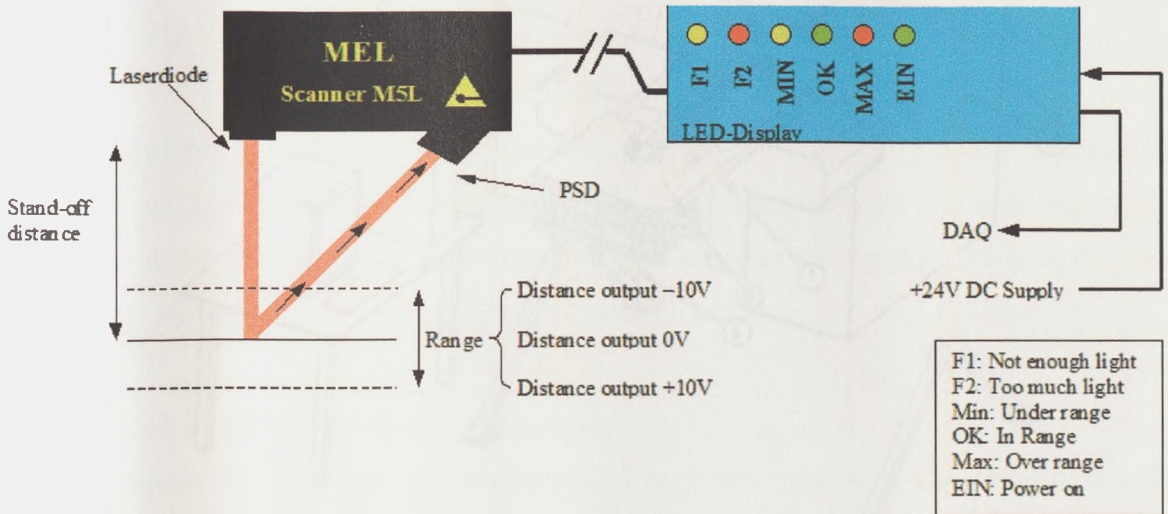 MEL
Scanner M5L
Laserdiode
PSD
Stand-off
distance
Range
Distance output –10V
Distance output 0V
Distance output +10V
F1
F2
MIN
OK
MAX
EIN
LED-Display
DAQ
+24V DC Supply
F1: Not enough light
F2: Too much light
Min: Under range
OK: In Range
Max: Over range
EIN: Power on